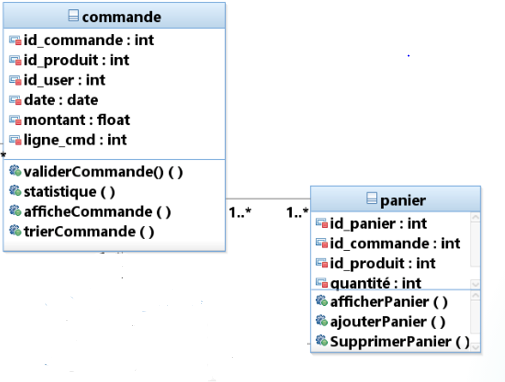 commande
id_commande : int
id_produit : int
id_user : int
date : date
montant : float
ligne_cmd : int
*
validerCommande() ( )
statistique ( )
afficheCommande ( )
trierCommande ( )
1..* 1..*
panier
id_panier : int
id_commande : int
id_produit : int
quantité : int
afficherPanier ( )
ajouterPanier ( )
SupprimerPanier ( )